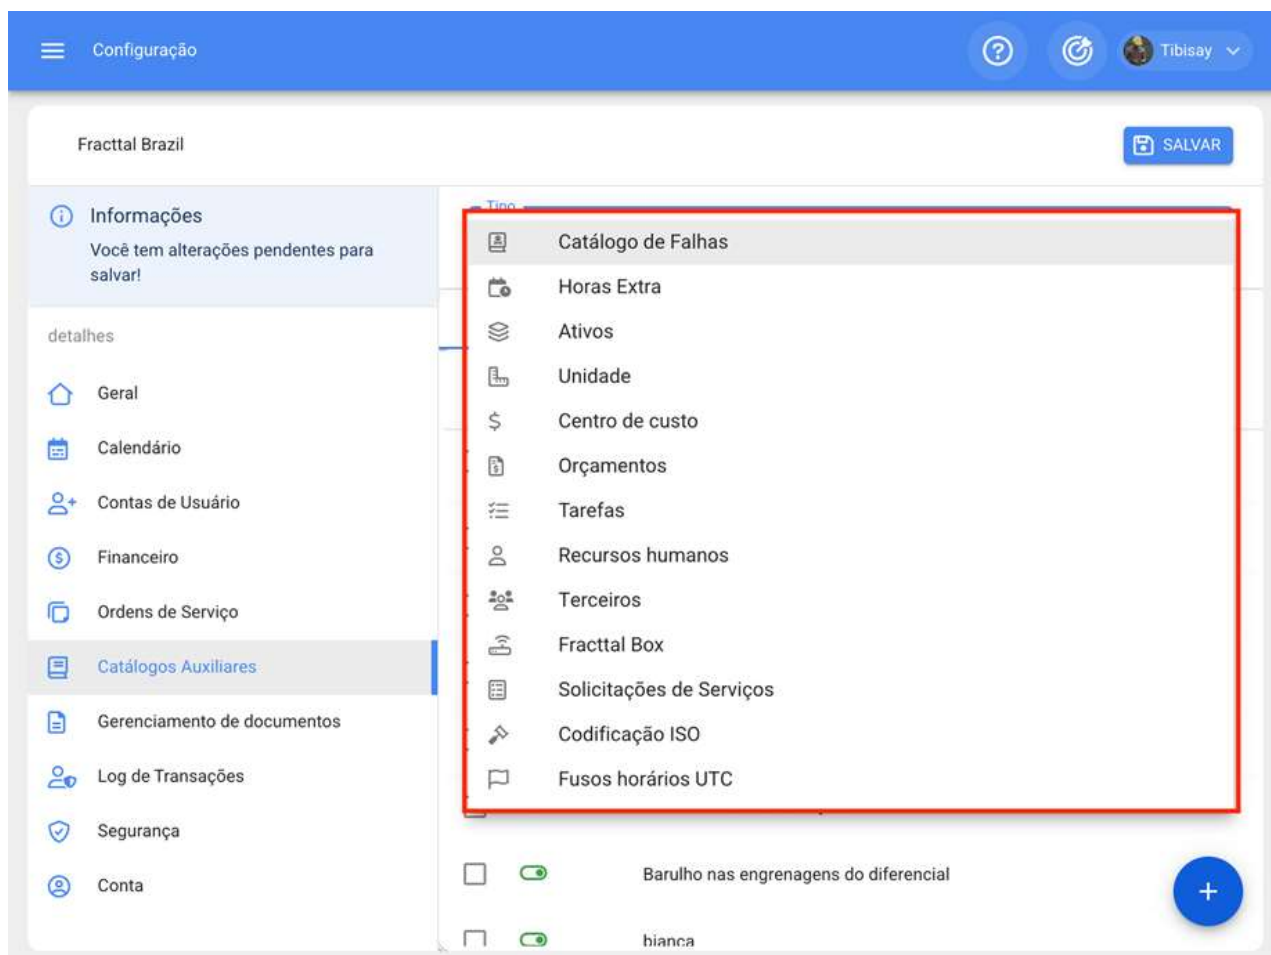 Configuração
Tibisay
Fracttal Brazil
SALVAR
Informações
Você tem alterações pendentes para
salvar!
detalhes
Geral
Calendário
Contas de Usuário
Financeiro
Ordens de Serviço
Catálogos Auxiliares
Gerenciamento de documentos
Log de Transações
Segurança
Conta
Tipo
Catálogo de Falhas
Horas Extra
Ativos
Unidade
Centro de custo
Orçamentos
Tarefas
Recursos humanos
Terceiros
Fracttal Box
Solicitações de Serviços
Codificação ISO
Fusos horários UTC
Barulho nas engrenagens do diferencial
bianca